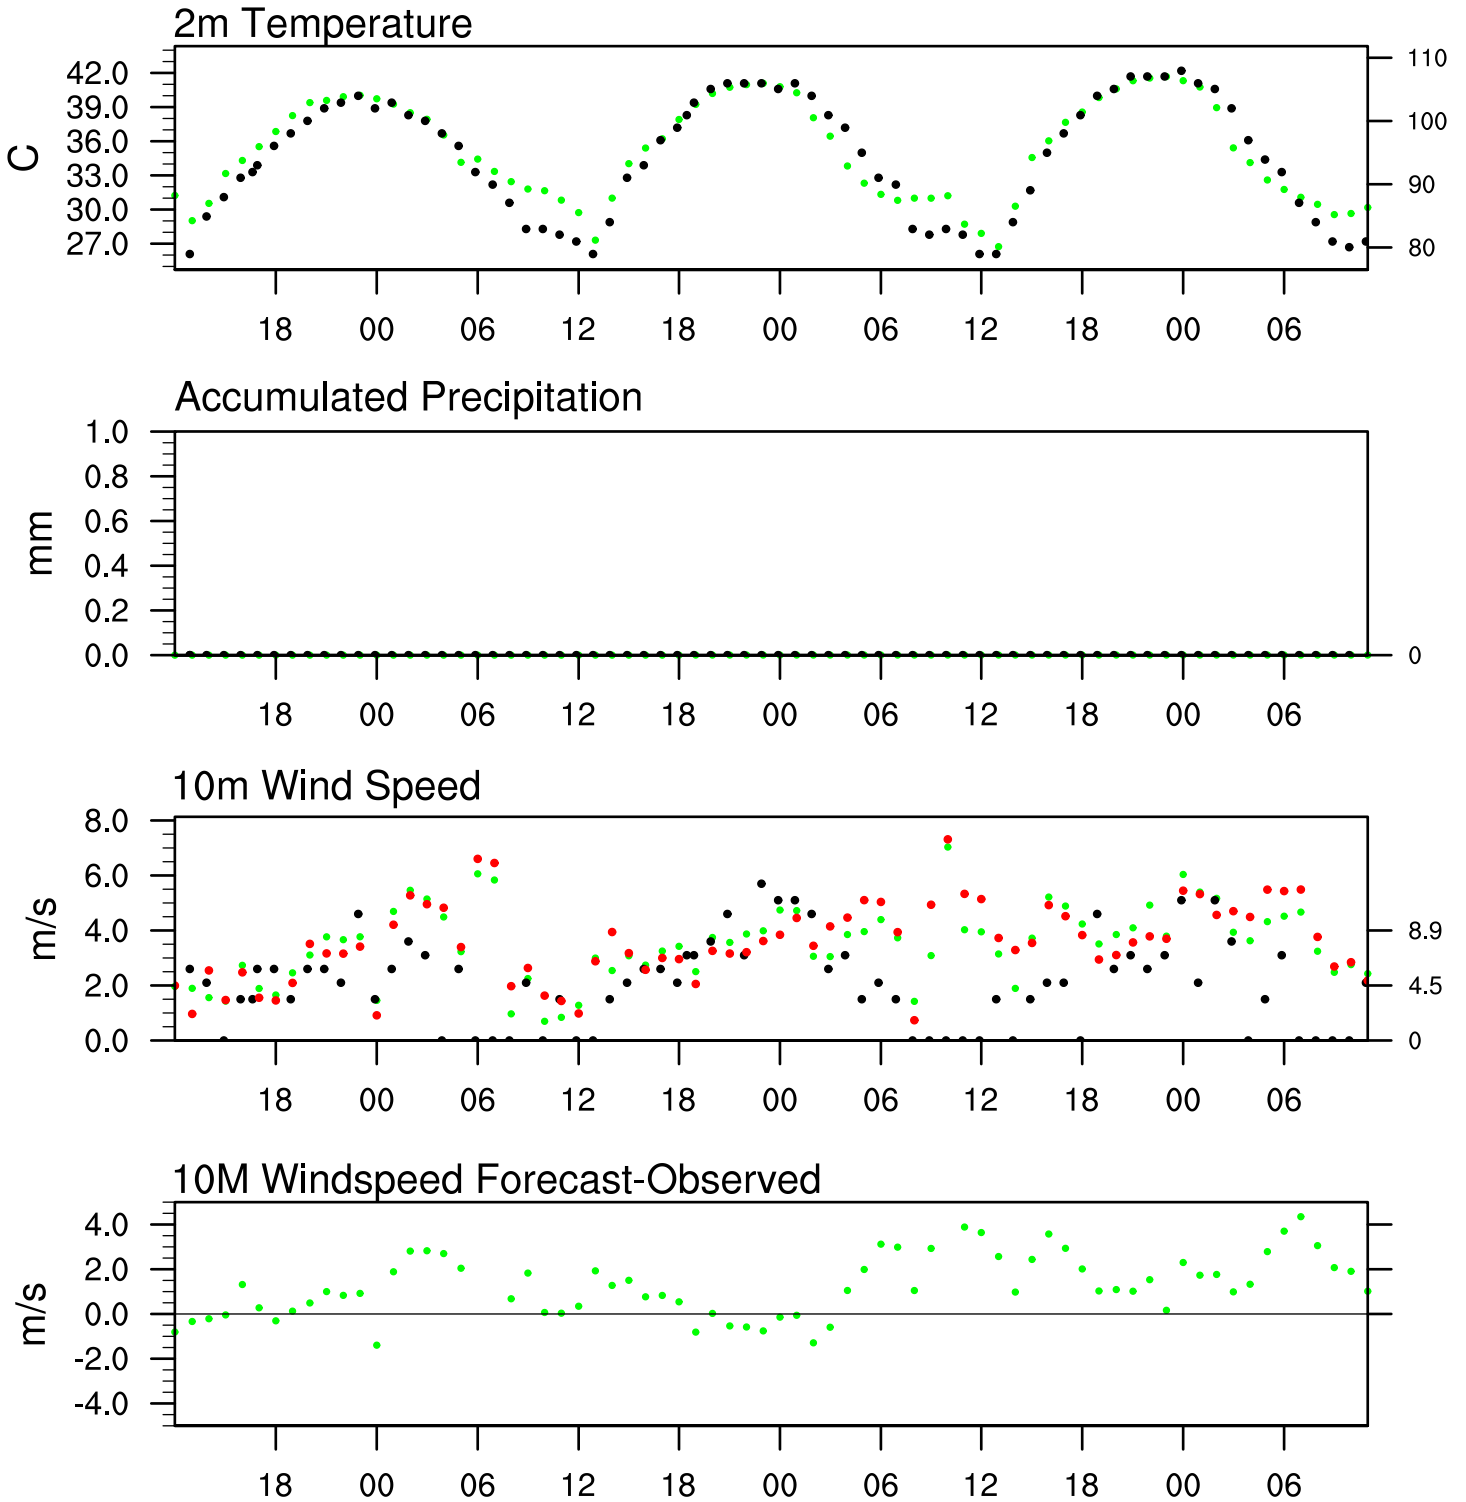 2m Temperature
C
42.0
39.0
36.0
33.0
30.0
27.0
110
100
90
80
18 00 06 12 18 00 06 12 18 00 06
Accumulated Precipitation
mm
1.0
0.8
0.6
0.4
0.2
0.0
0
18 00 06 12 18 00 06 12 18 00 06
10m Wind Speed
m/s
8.0
6.0
4.0
2.0
0.0
8.9
4.5
0
18 00 06 12 18 00 06 12 18 00 06
10M Windspeed Forecast-Observed
m/s
4.0
2.0
0.0
-2.0
-4.0
18 00 06 12 18 00 06 12 18 00 06